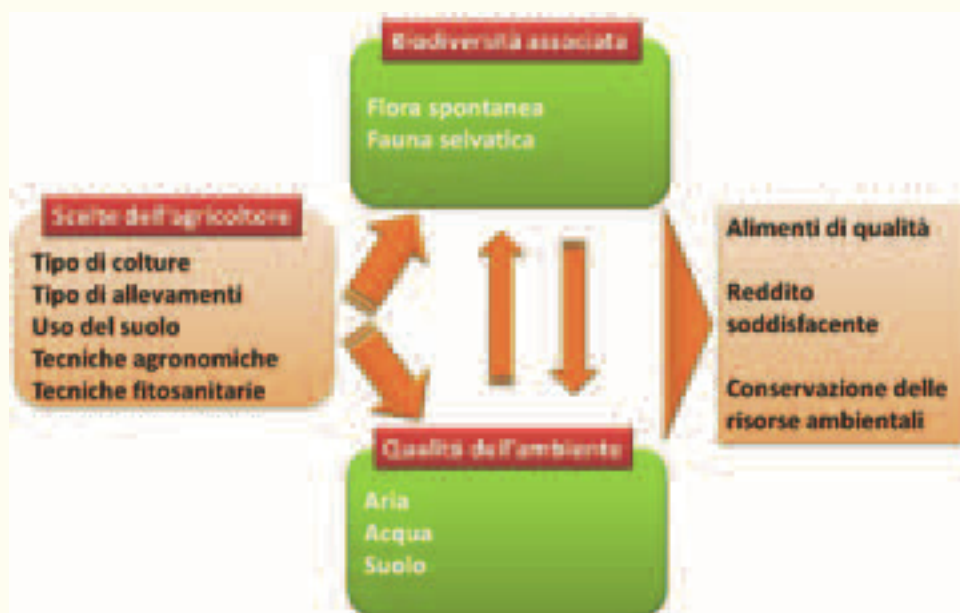 Biodiversità associata
Flora spontanea
Fauna selvatica
Scelte dell'agricoltore
Tipo di colture
Tipo di allevamenti
Uso del suolo
Tecniche agronomiche
Tecniche fitosanitarie
Alimenti di qualità
Reddito
soddisfacente
Conservazione delle
risorse ambientali
Qualità dell'ambiente
Aria
Acqua
Suolo